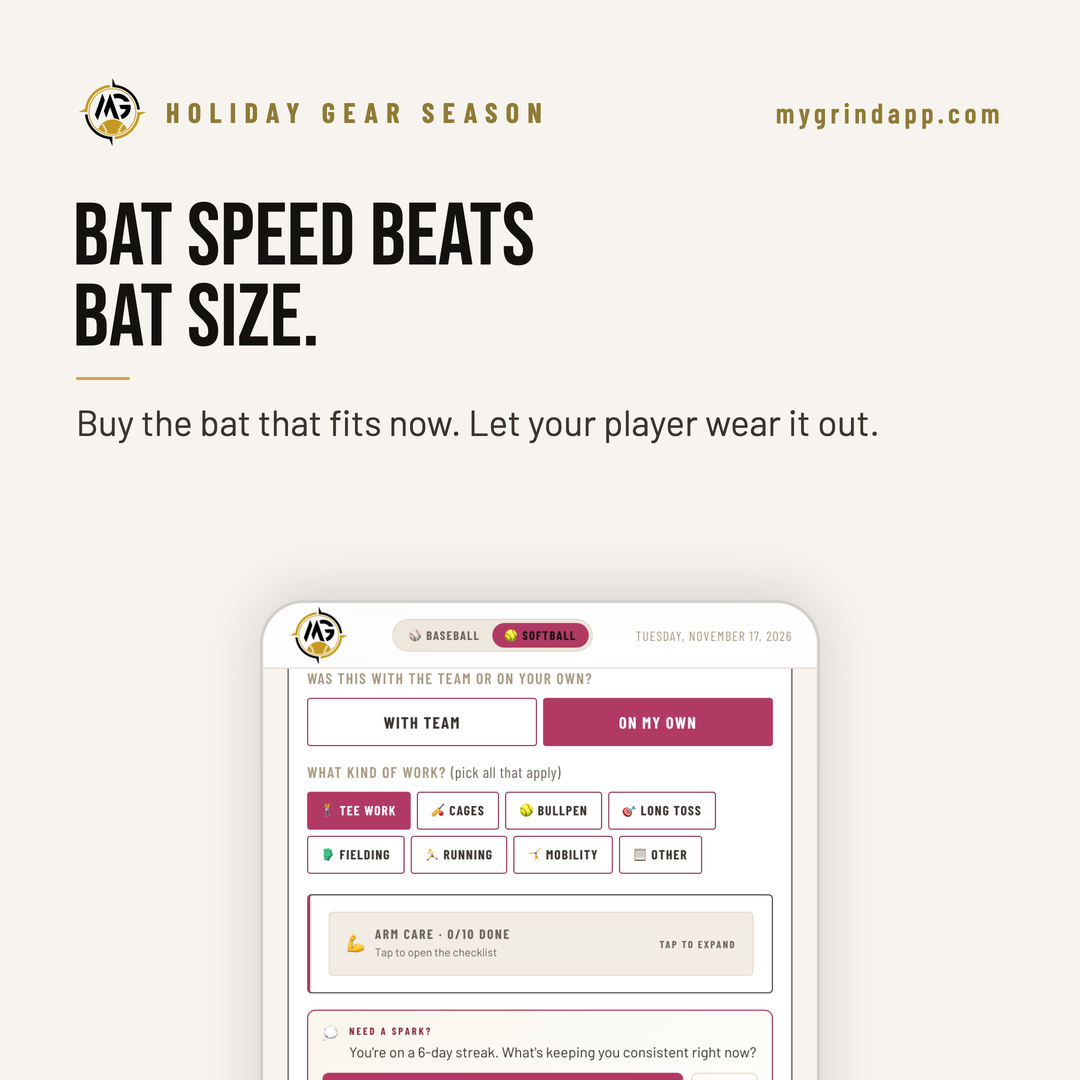 MG HOLIDAY GEAR SEASON mygrindapp.com
BAT SPEED BEATS
BAT SIZE.
Buy the bat that fits now. Let your player wear it out.
MG BASEBALL SOFTBALL TUESDAY, NOVEMBER 17, 2026
WAS THIS WITH THE TEAM OR ON YOUR OWN?
WITH TEAM ON MY OWN
WHAT KIND OF WORK? (pick all that apply)
TEE WORK CAGES BULLPEN LONG TOSS
FIELDING RUNNING MOBILITY OTHER
ARM CARE · 0/10 DONE
Tap to open the checklist
TAP TO EXPAND
NEED A SPARK?
You're on a 6-day streak. What's keeping you consistent right now?